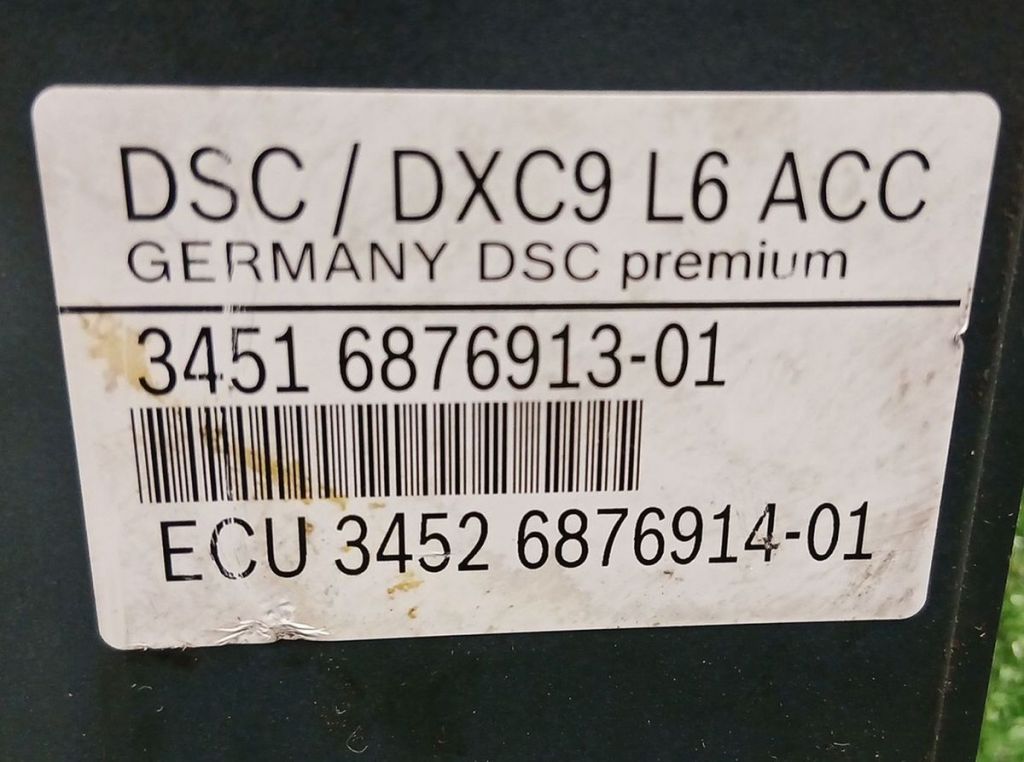 DSC / DXC9 L6 ACC
GERMANY DSC premium
3451 6876913-01
ECU 3452 6876914-01